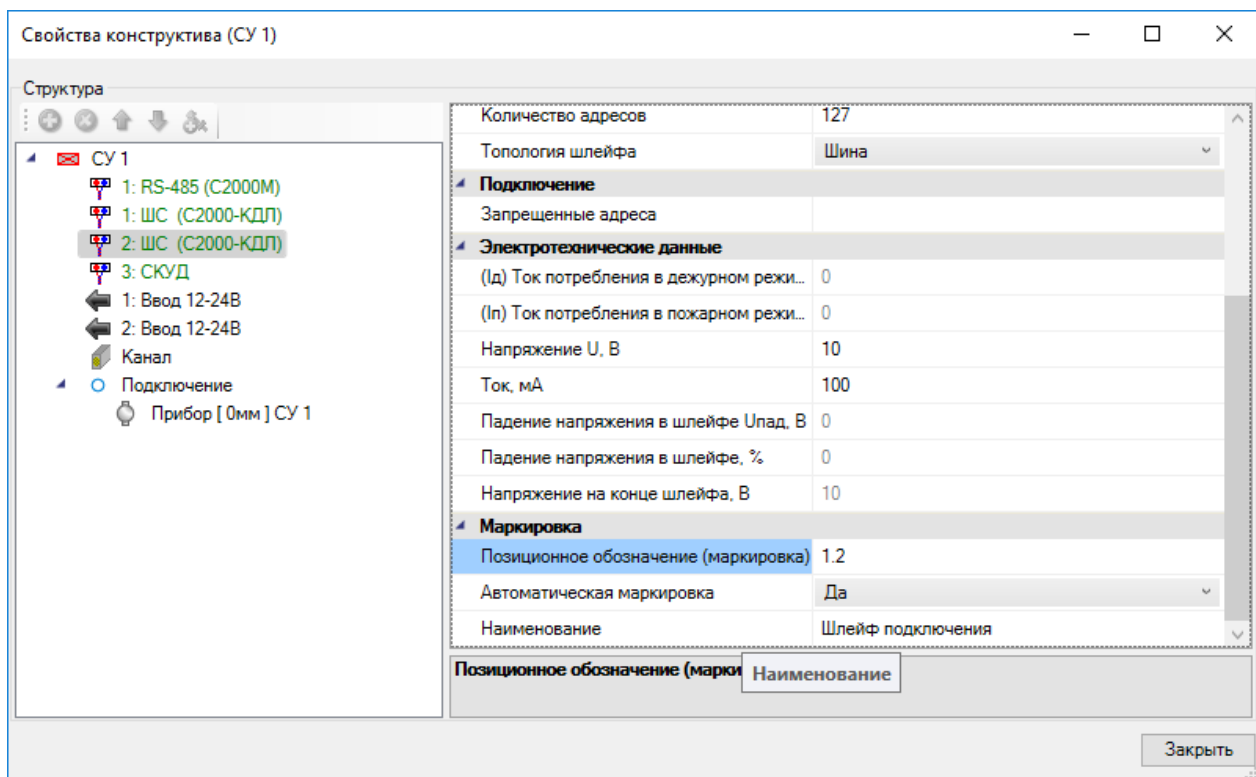 Свойства конструктива (СУ 1)
Структура
СУ 1
1: RS-485 (С2000М)
1: ШС (С2000-КДЛ)
2: ШС (С2000-КДЛ)
3: СКУД
1: Ввод 12-24В
2: Ввод 12-24В
Канал
Подключение
Прибор [ 0мм ] СУ 1
Количество адресов 127
Топология шлейфа Шина
Подключение
Запрещенные адреса
Электротехнические данные
(Iд) Ток потребления в дежурном режи... 0
(Iп) Ток потребления в пожарном режи... 0
Напряжение U, В 10
Ток, мА 100
Падение напряжения в шлейфе Uпад, В 0
Падение напряжения в шлейфе, % 0
Напряжение на конце шлейфа, В 10
Маркировка
Позиционное обозначение (маркировка) 1.2
Автоматическая маркировка Да
Наименование Шлейф подключения
Позиционное обозначение (марки
Наименование
Закрыть